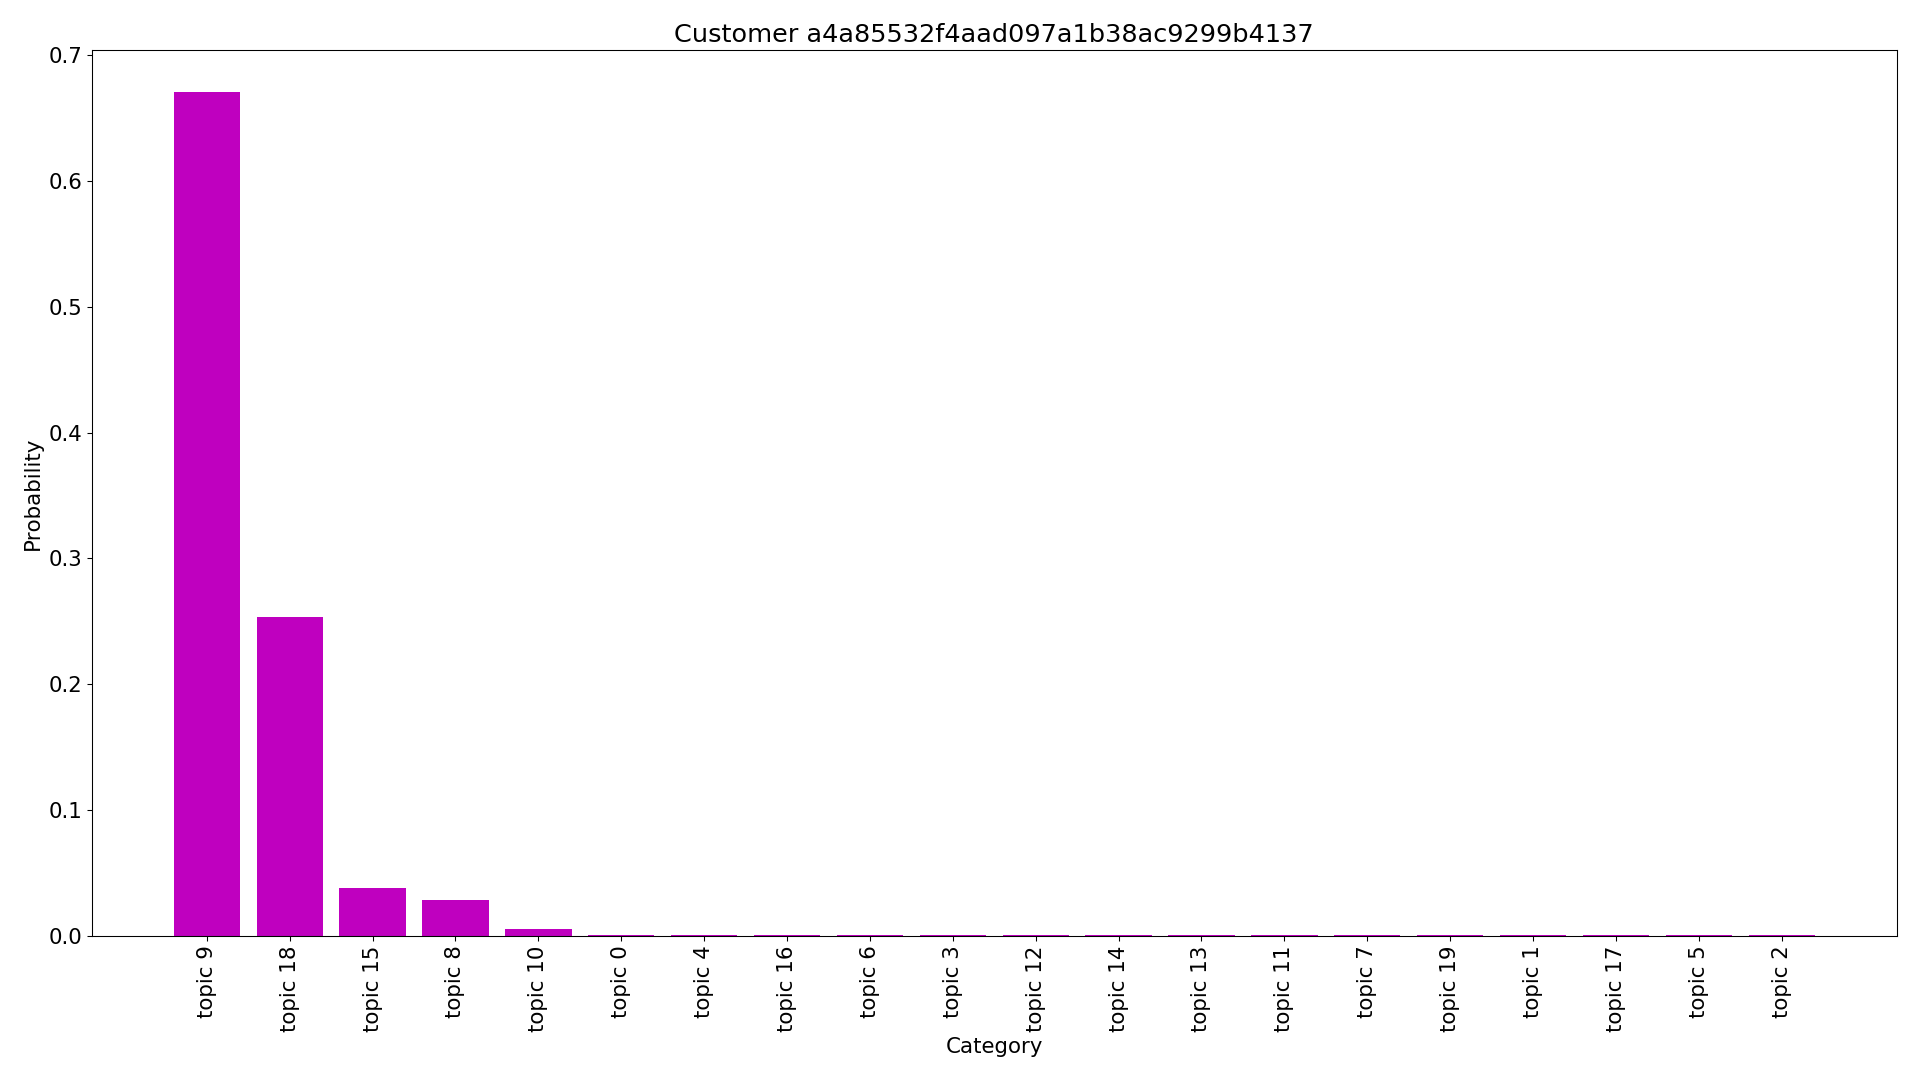 Customer a4a85532f4aad097a1b38ac9299b4137
Probability
0.7
0.6
0.5
0.4
0.3
0.2
0.1
0.0
topic 9
topic 18
topic 15
topic 8
topic 10
topic 0
topic 4
topic 16
topic 6
topic 3
topic 12
topic 14
topic 13
topic 11
topic 7
topic 19
topic 1
topic 17
topic 5
topic 2
Category